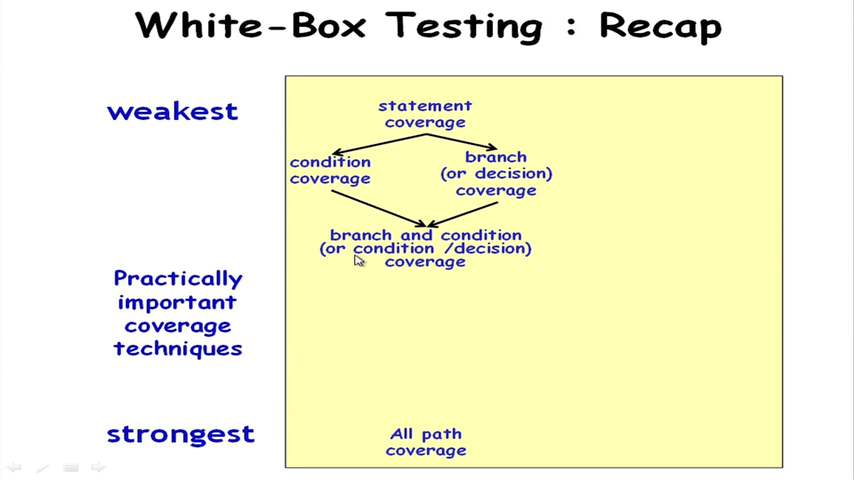 White-Box Testing : Recap
weakest
statement
coverage
condition
coverage
branch
(or decision)
coverage
branch and condition
(or condition /decision)
coverage
Practically
important
coverage
techniques
strongest
All path
coverage